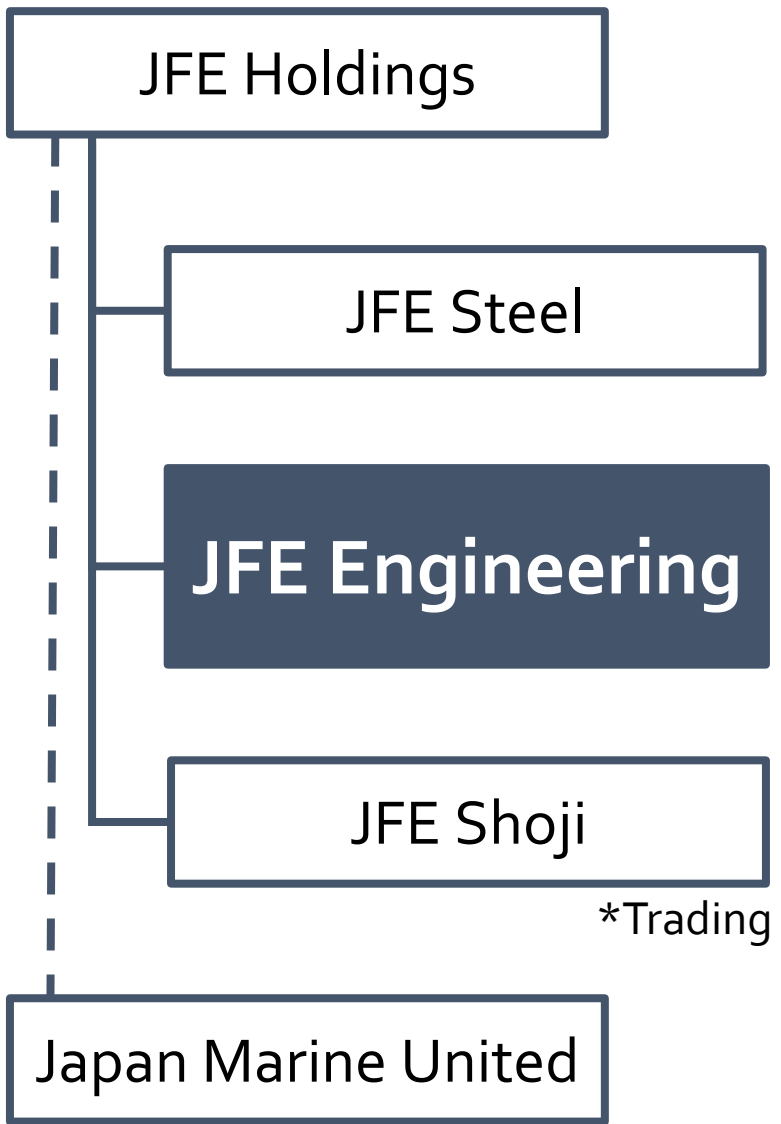 JFE Holdings
JFE Steel
JFE Engineering
JFE Shoji
*Trading
Japan Marine United